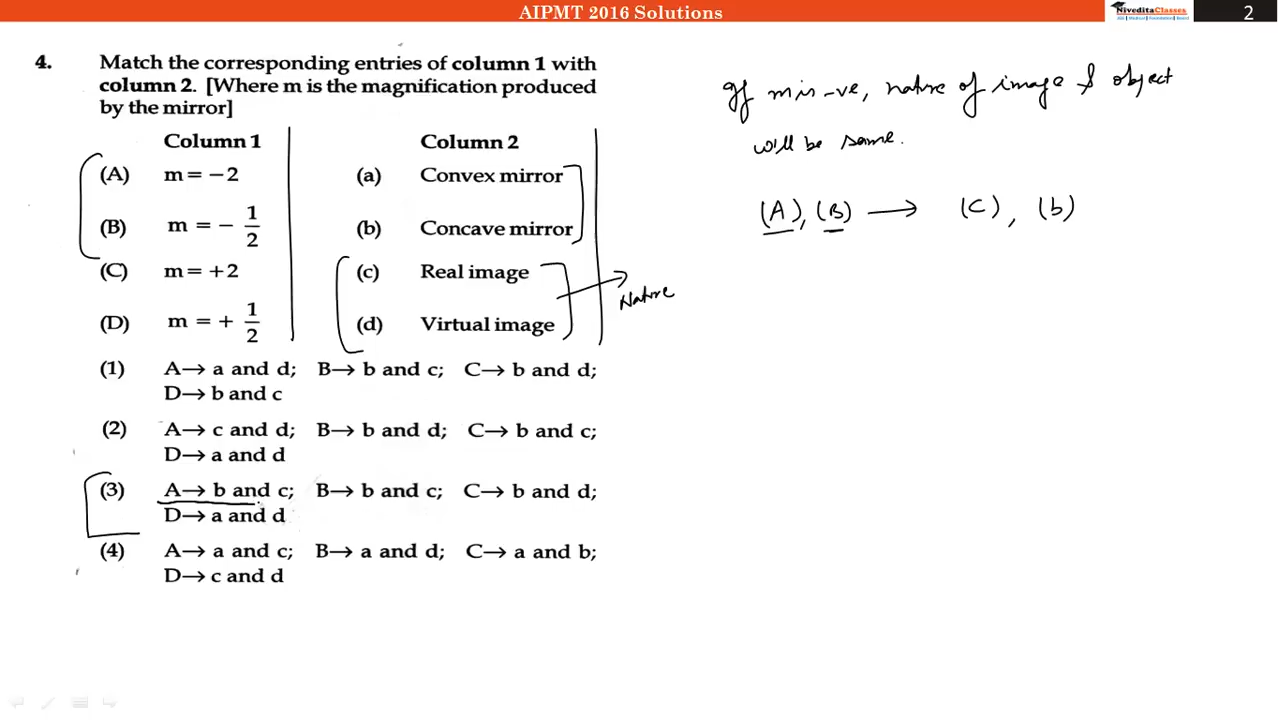 AIPMT 2016 Solutions
NiveditaClasses
2
4. Match the corresponding entries of column 1 with
column 2. [Where m is the magnification produced
by the mirror]
Column 1 Column 2
(A) m = −2 (a) Convex mirror
(B) m = − 1/2 (b) Concave mirror
(C) m = +2 (c) Real image
(D) m = + 1/2 (d) Virtual image
Nature
(1) A→ a and d; B→ b and c; C→ b and d;
D→ b and c
(2) A→ c and d; B→ b and d; C→ b and c;
D→ a and d
(3) A→ b and c; B→ b and c; C→ b and d;
D→ a and d
(4) A→ a and c; B→ a and d; C→ a and b;
D→ c and d
If m is -ve, nature of image & object
will be same.
(A), (B) → (C), (b)